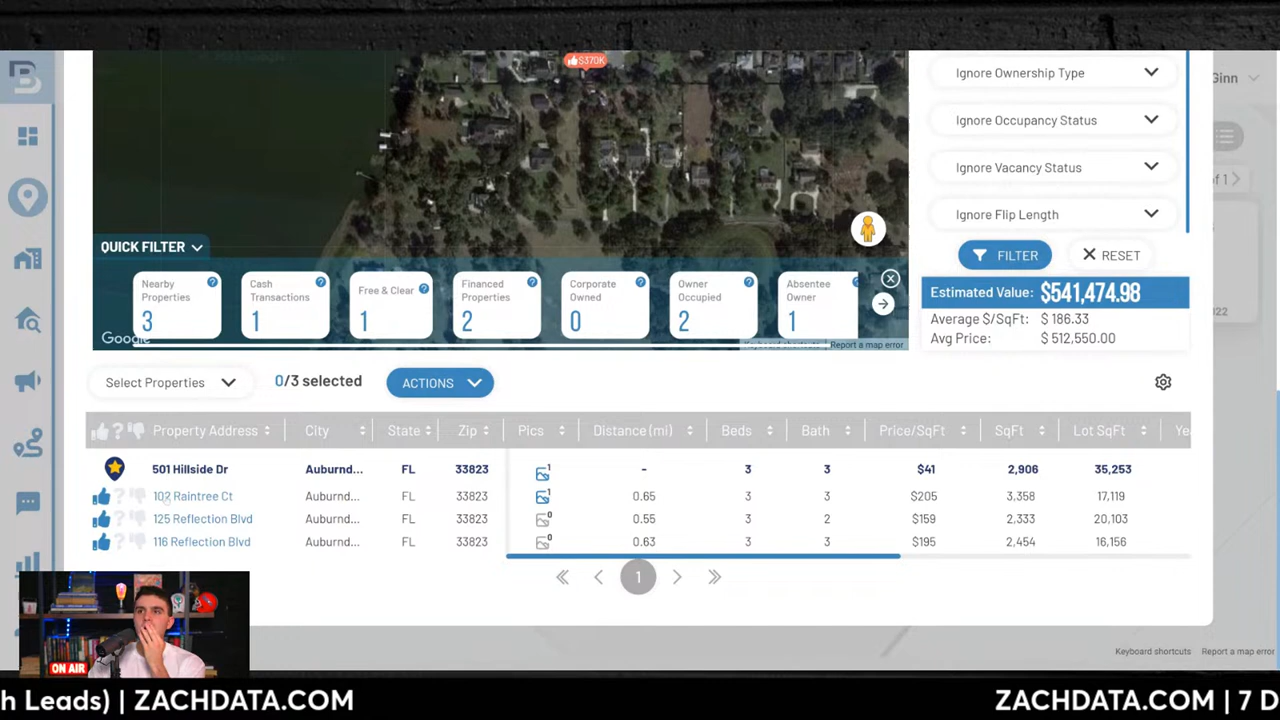 $370K
Ignore Ownership Type
Ginn
Ignore Occupancy Status
Ignore Vacancy Status
of 1
Ignore Flip Length
QUICK FILTER
FILTER
RESET
Nearby Properties
3
Cash Transactions
1
Free & Clear
1
Financed Properties
2
Corporate Owned
0
Owner Occupied
2
Absentee Owner
1
Estimated Value: $541,474.98
Average $/SqFt: $ 186.33
Avg Price: $ 512,550.00
2022
Google
Keyboard shortcuts
Report a map error
Select Properties
0/3 selected
ACTIONS
Property Address City State Zip Pics Distance (mi) Beds Bath Price/SqFt SqFt Lot SqFt Ye
501 Hillside Dr Auburnd... FL 33823 1 - 3 3 $41 2,906 35,253
102 Raintree Ct Auburnd... FL 33823 1 0.65 3 3 $205 3,358 17,119
125 Reflection Blvd Auburnd... FL 33823 0 0.55 3 2 $159 2,333 20,103
116 Reflection Blvd Auburnd... FL 33823 0 0.63 3 3 $195 2,454 16,156
1
Keyboard shortcuts Report a map error
ON AIR
h Leads) | ZACHDATA.COM
ZACHDATA.COM | 7 D